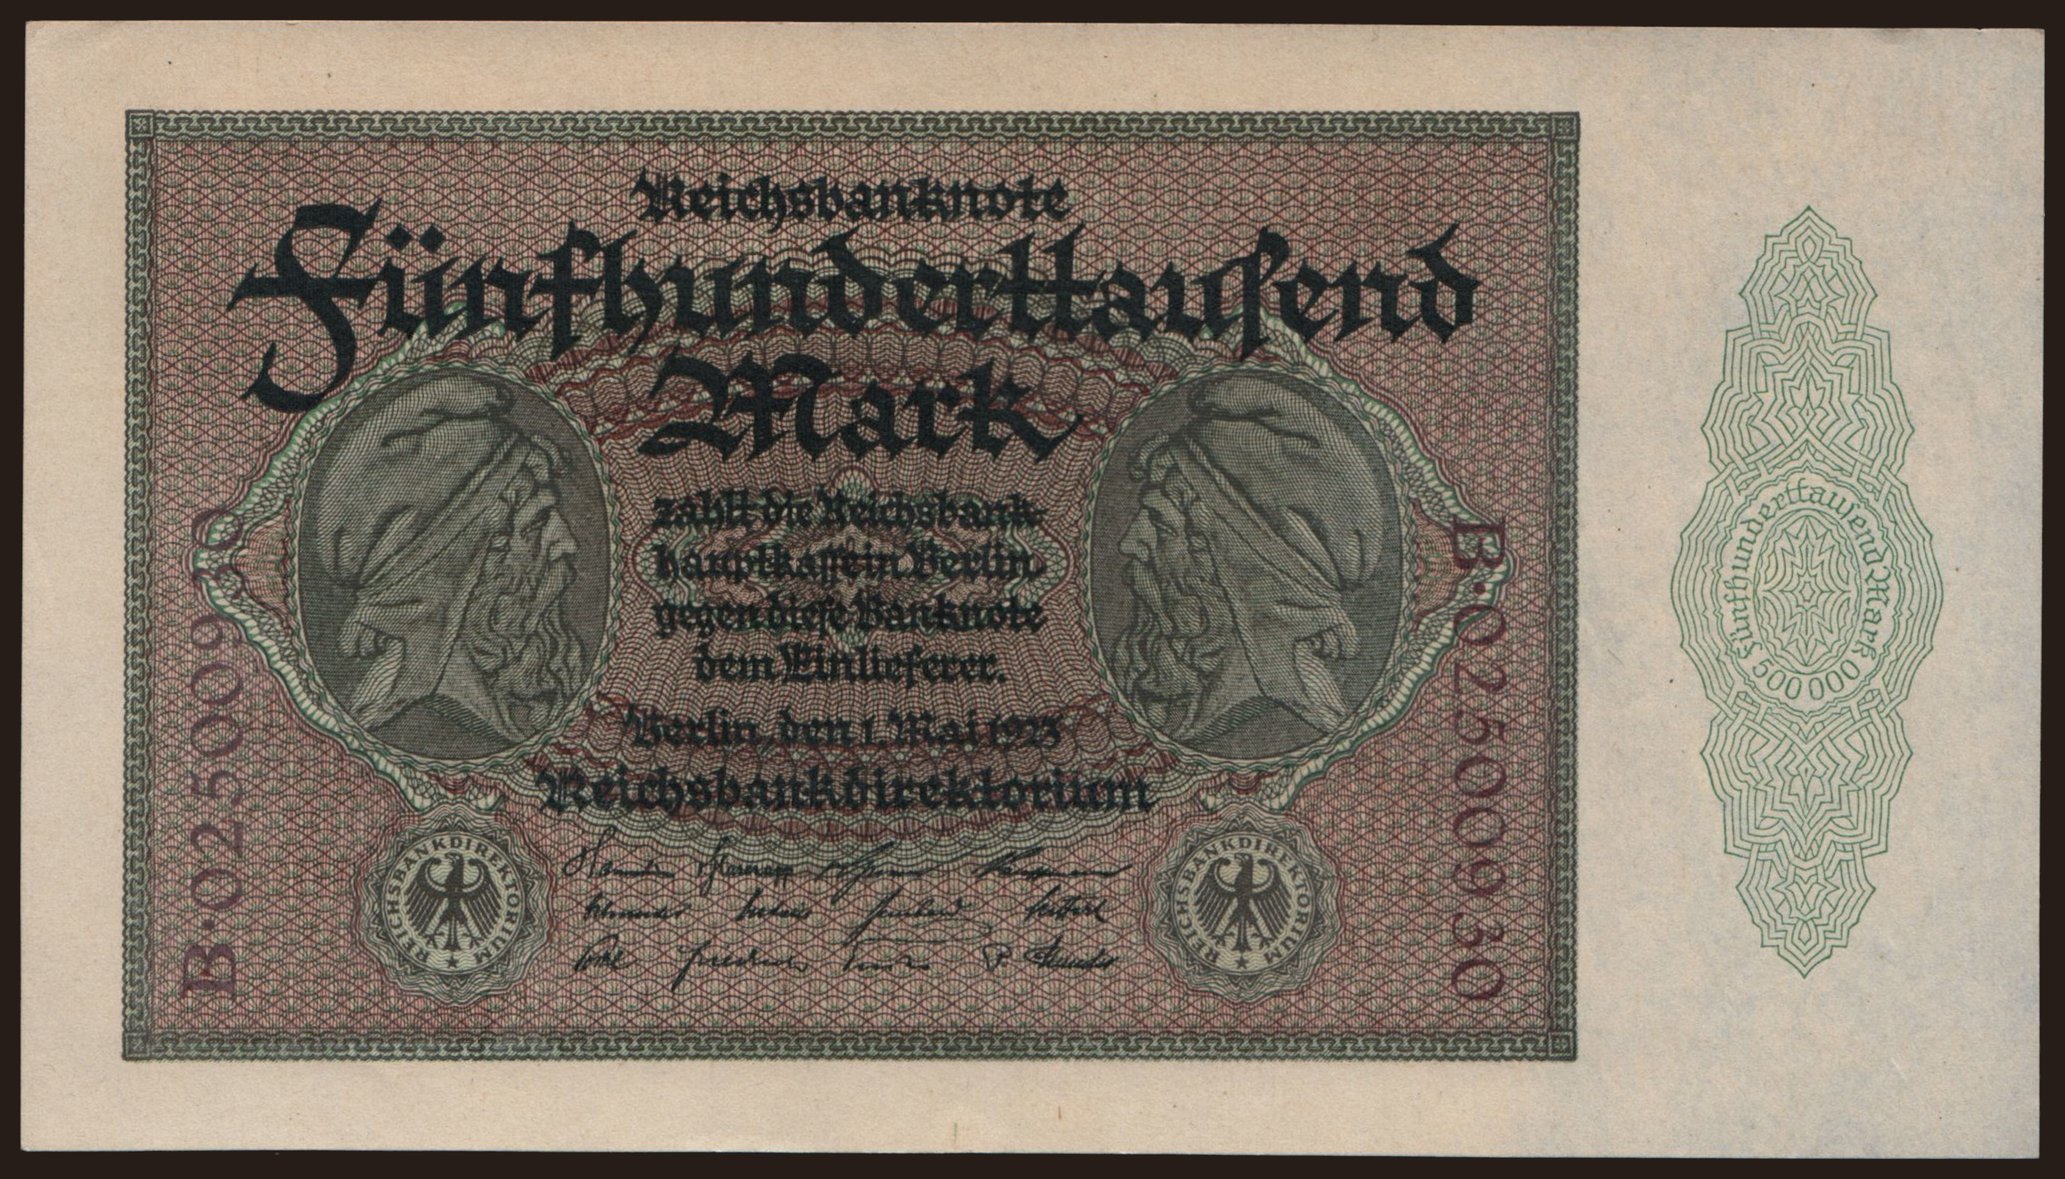 Reichsbanknote
Fünfhunderttauſend
Mark
zahlt die Reichsbank-
hauptkaſſe in Berlin
gegen dieſe Banknote
dem Einlieferer.
Berlin, den 1. Mai 1923
Reichsbankdirektorium
B·02500930
B·02500930
REICHSBANKDIREKTORIUM
REICHSBANKDIREKTORIUM
Fünfhunderttauſend Mark 500 000